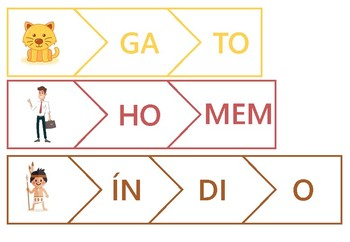 GA TO
HO MEM
ÍN DI O